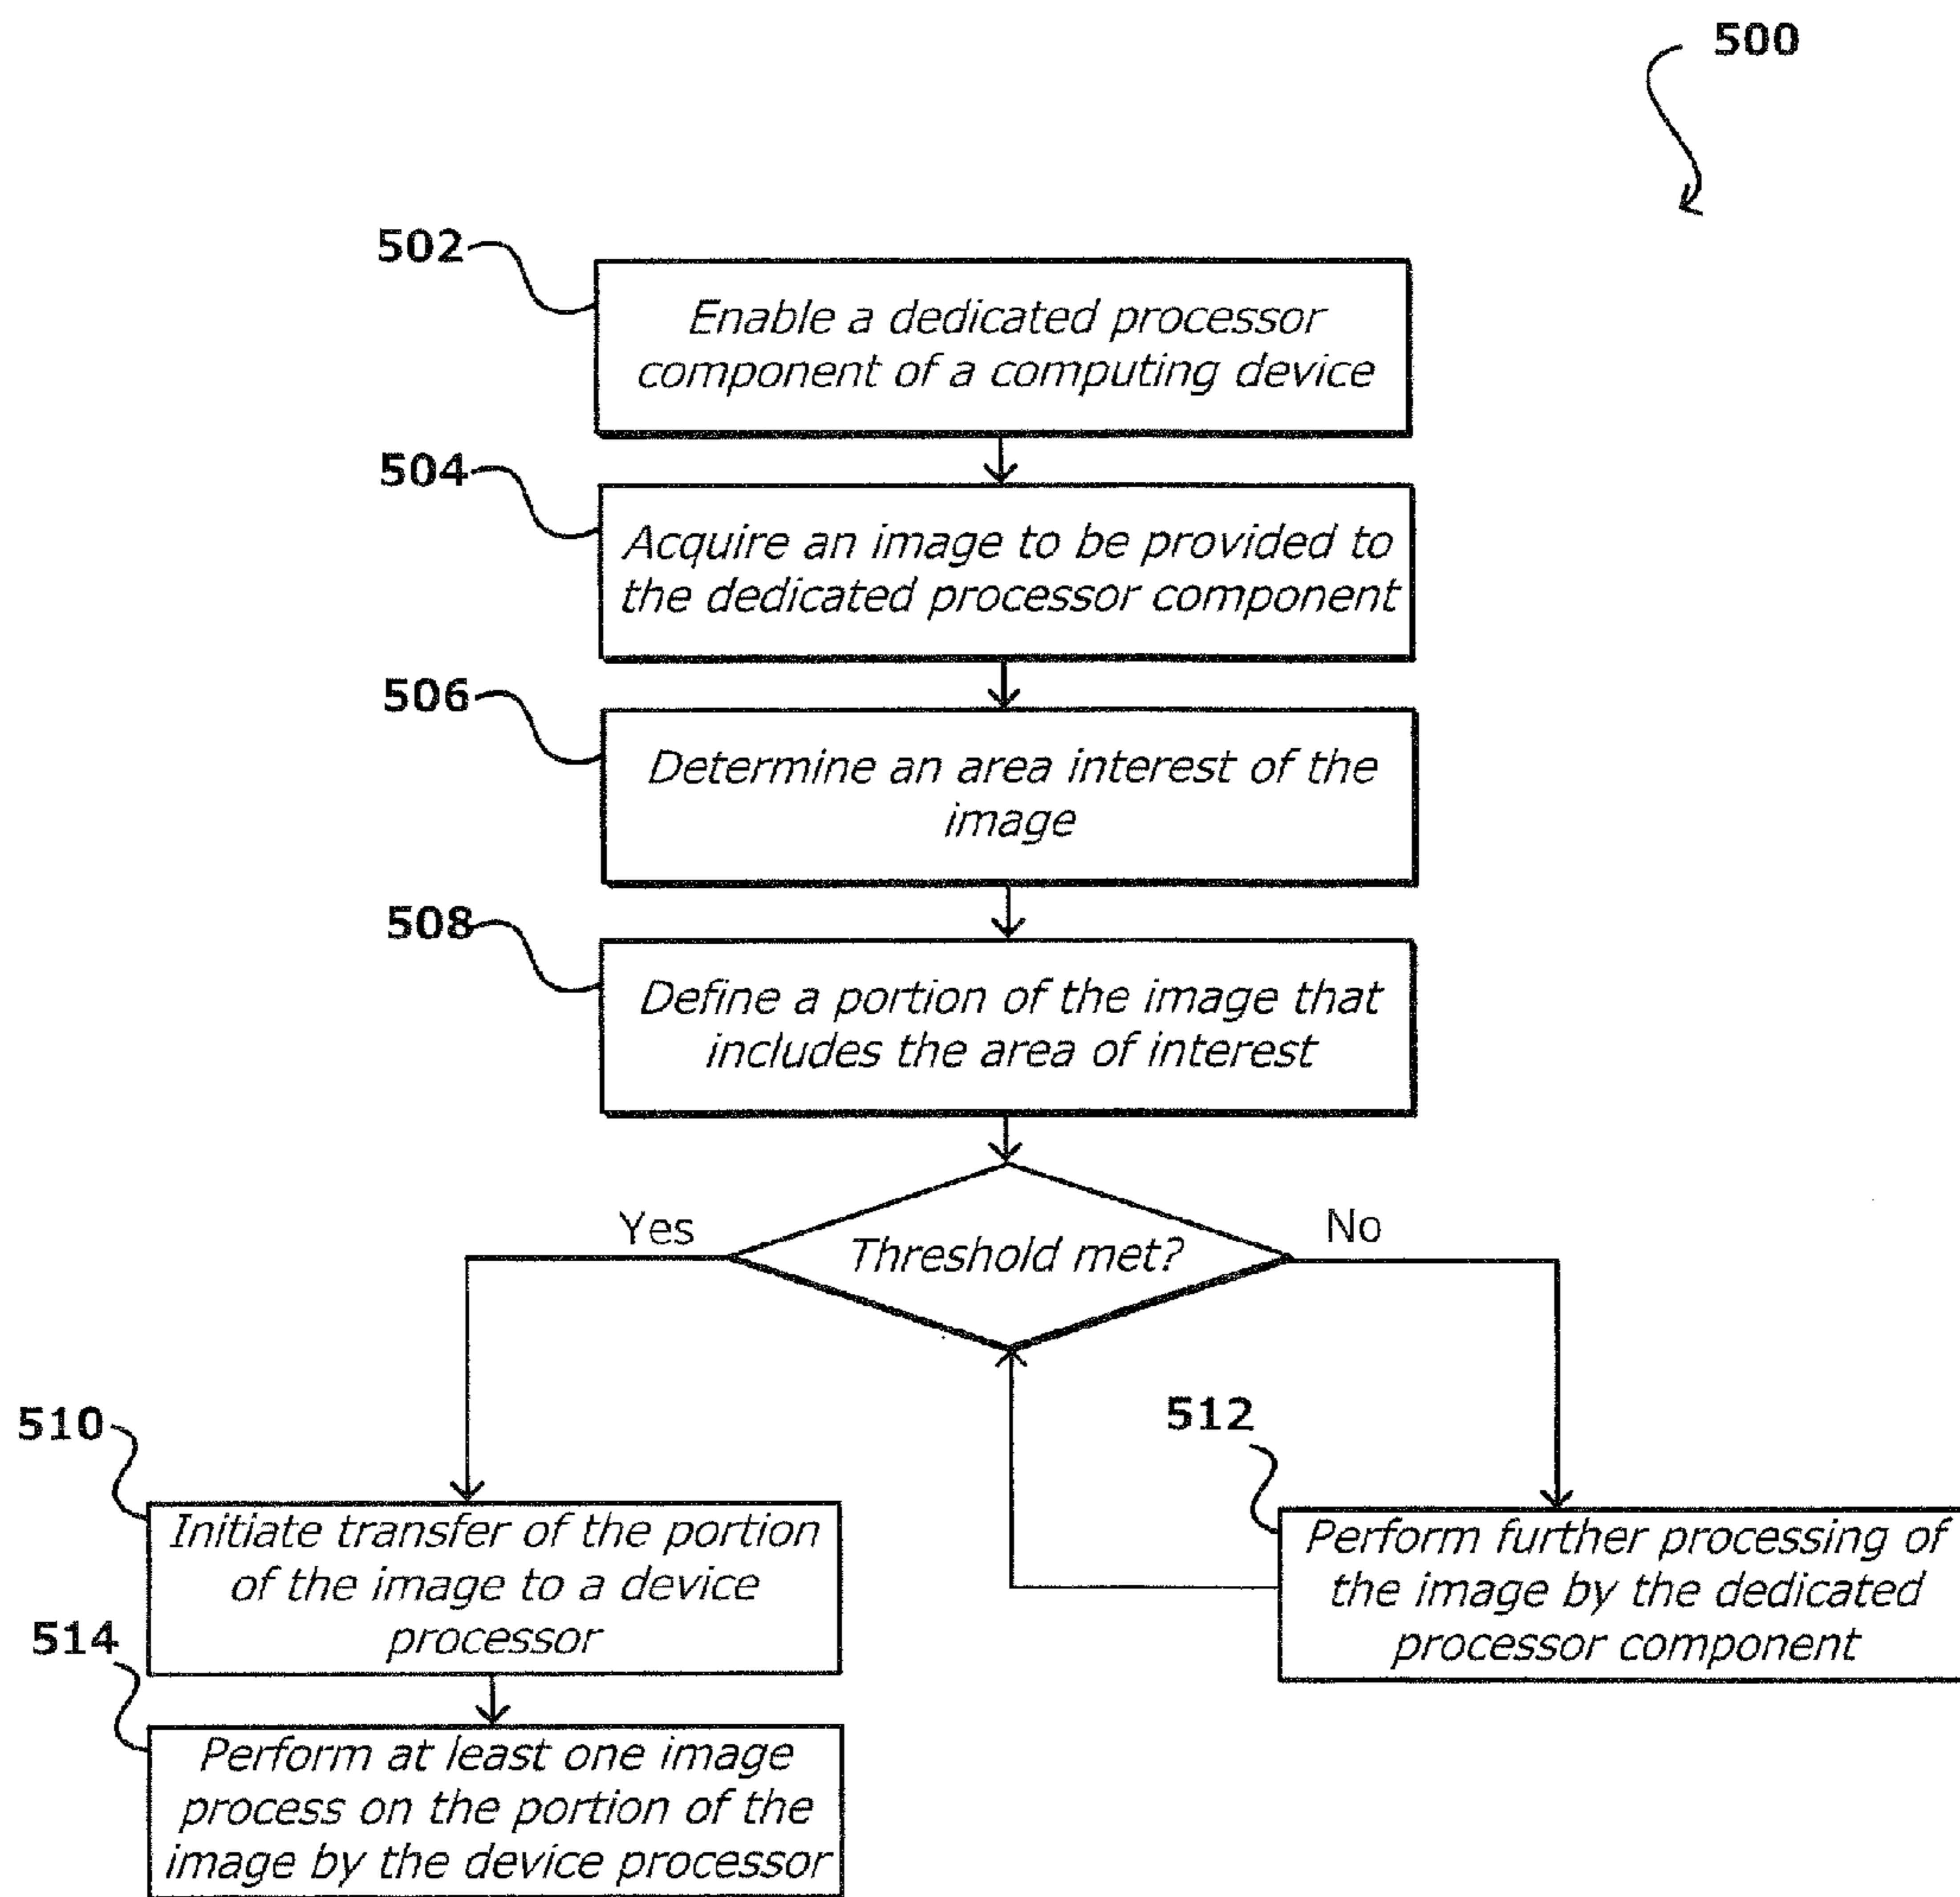 500
502
Enable a dedicated processor
component of a computing device
504
Acquire an image to be provided to
the dedicated processor component
506
Determine an area interest of the
image
508
Define a portion of the image that
includes the area of interest
Yes
Threshold met?
No
510
Initiate transfer of the portion
of the image to a device
processor
512
Perform further processing of
the image by the dedicated
processor component
514
Perform at least one image
process on the portion of the
image by the device processor